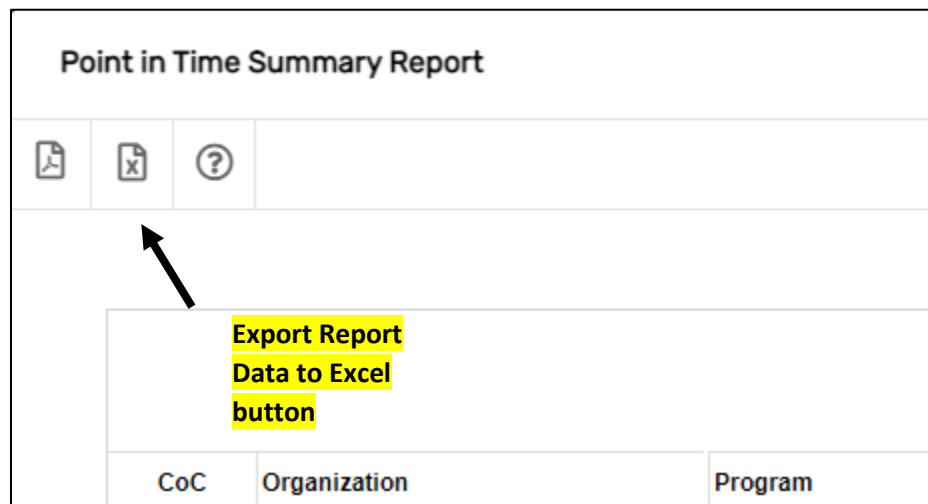 Point in Time Summary Report
Export Report
Data to Excel
button
CoC Organization Program